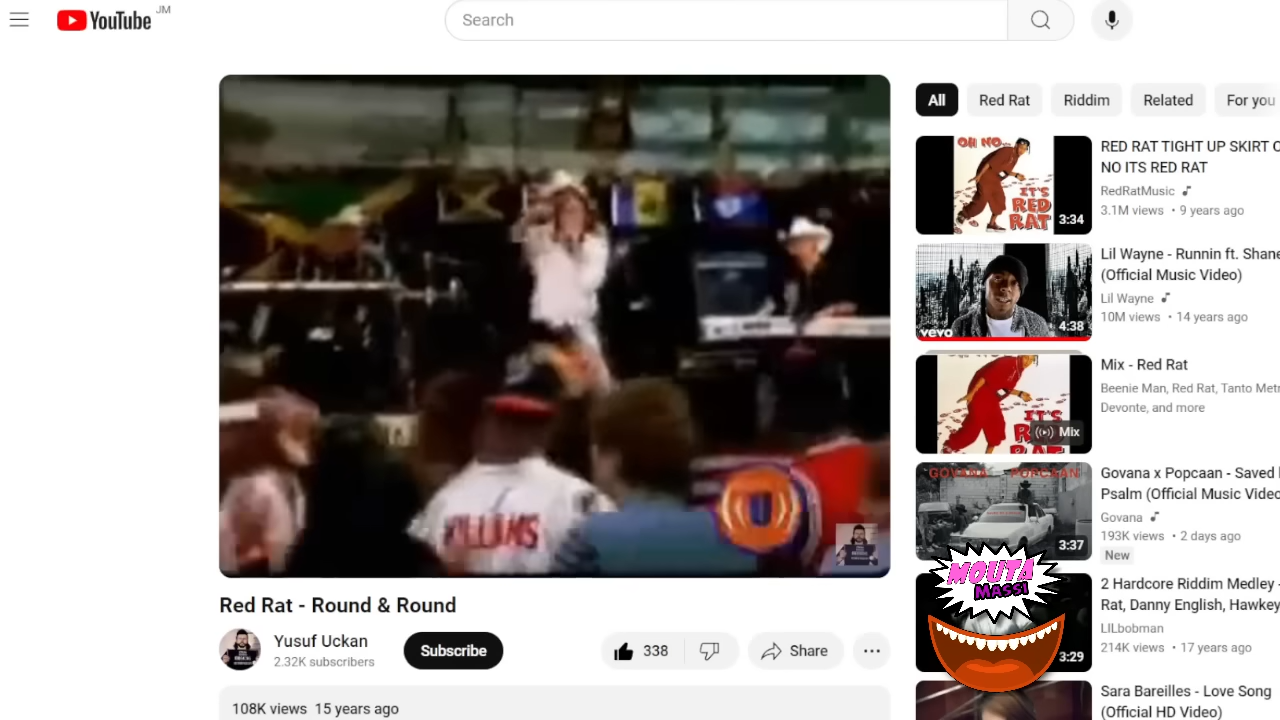 YouTube JM
Search
All
Red Rat
Riddim
Related
For you
KILLIANS
U
Red Rat - Round & Round
Yusuf Uckan
2.32K subscribers
Subscribe
338
Share
108K views 15 years ago
OH NO...
IT'S
RED
RAT
3:34
RED RAT TIGHT UP SKIRT
NO ITS RED RAT
RedRatMusic
3.1M views • 9 years ago
vevo
4:38
Lil Wayne - Runnin ft. Shane
(Official Music Video)
Lil Wayne
10M views • 14 years ago
IT'S
RAT
Mix
Mix - Red Rat
Beenie Man, Red Rat, Tanto Met
Devonte, and more
GOVANA POPCAAN
3:37
Govana x Popcaan - Saved
Psalm (Official Music Video
Govana
193K views • 2 days ago
New
MOUTA
MASSI
3:29
2 Hardcore Riddim Medley -
Rat, Danny English, Hawkey
LILbobman
214K views • 17 years ago
Sara Bareilles - Love Song
(Official HD Video)